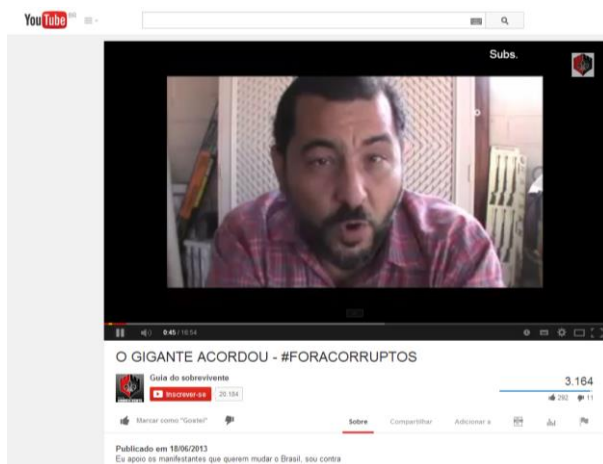 You Tube
Subs.
0:45 / 16:54
O GIGANTE ACORDOU - #FORACORRUPTOS
Guia do sobrevivente
Inscrever-se 20.184
3.164
292 11
Marcar como "Gostei"
Sobre Compartilhar Adicionar a
Publicado em 18/06/2013
Eu apoio os manifestantes que querem mudar o Brasil, sou contra